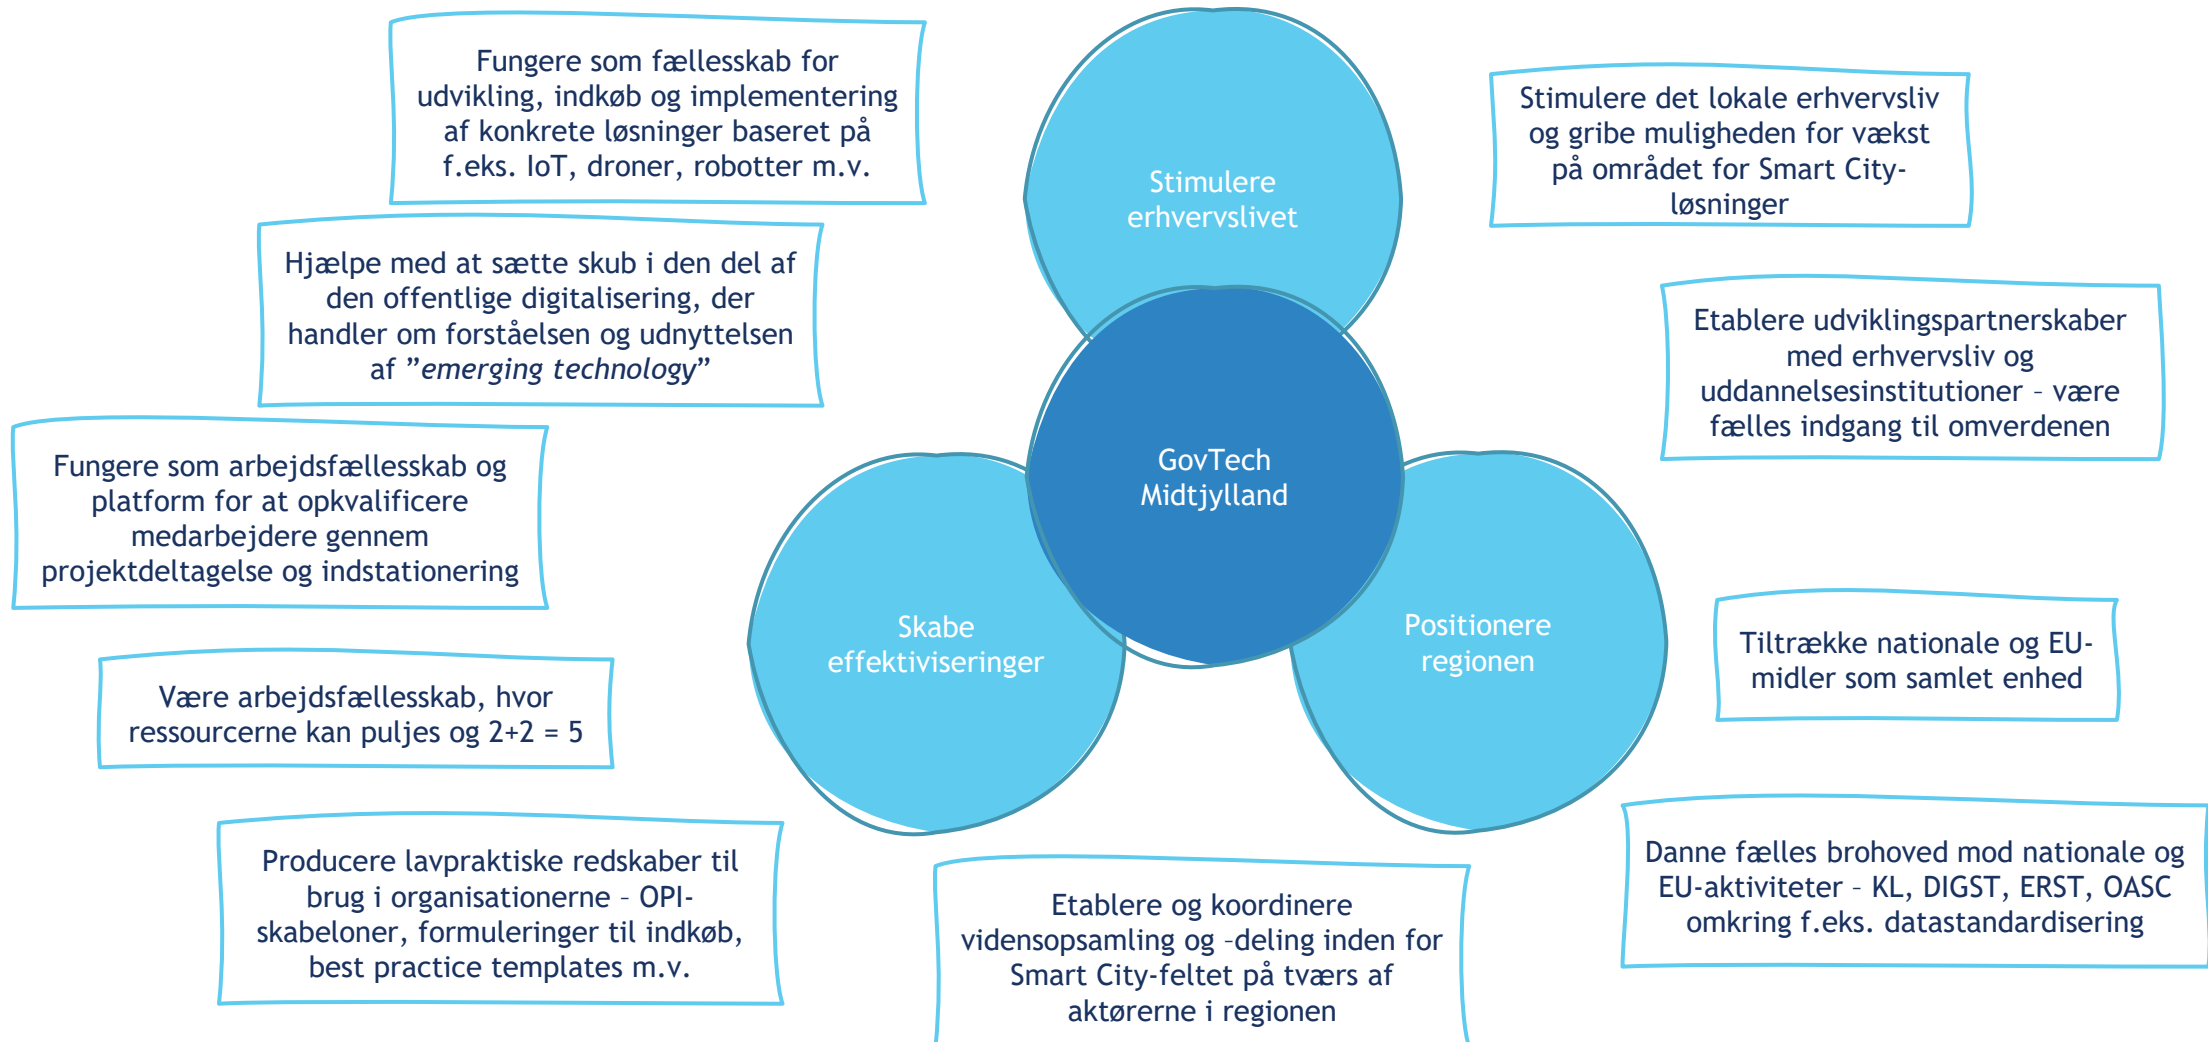 Fungere som fællesskab for
udvikling, indkøb og implementering
af konkrete løsninger baseret på
f.eks. IoT, droner, robotter m.v.
Hjælpe med at sætte skub i den del af
den offentlige digitalisering, der
handler om forståelsen og udnyttelsen
af ”emerging technology”
Fungere som arbejdsfællesskab og
platform for at opkvalificere
medarbejdere gennem
projektdeltagelse og indstationering
Være arbejdsfællesskab, hvor
ressourcerne kan puljes og 2+2 = 5
Producere lavpraktiske redskaber til
brug i organisationerne – OPI-
skabeloner, formuleringer til indkøb,
best practice templates m.v.
Stimulere
erhvervslivet
GovTech
Midtjylland
Skabe
effektiviseringer
Positionere
regionen
Etablere og koordinere
vidensopsamling og –deling inden for
Smart City-feltet på tværs af
aktørerne i regionen
Stimulere det lokale erhvervsliv
og gribe muligheden for vækst
på området for Smart City-
løsninger
Etablere udviklingspartnerskaber
med erhvervsliv og
uddannelsesinstitutioner – være
fælles indgang til omverdenen
Tiltrække nationale og EU-
midler som samlet enhed
Danne fælles brohoved mod nationale og
EU-aktiviteter – KL, DIGST, ERST, OASC
omkring f.eks. datastandardisering